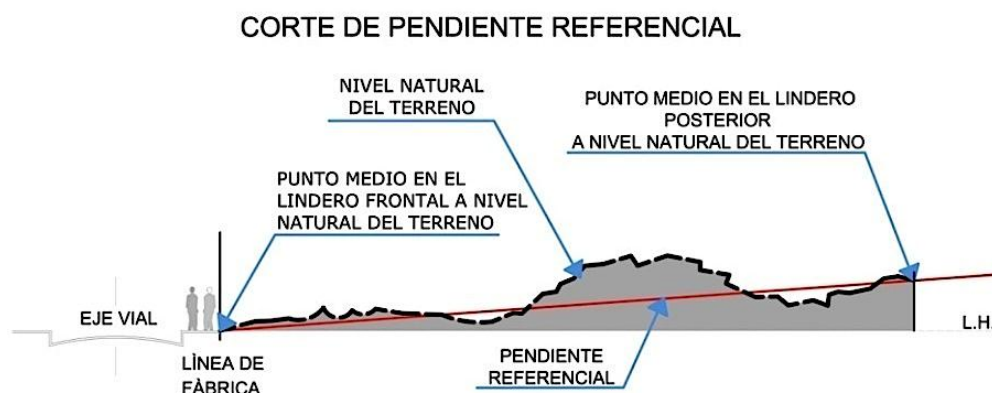 CORTE DE PENDIENTE REFERENCIAL
NIVEL NATURAL
DEL TERRENO
PUNTO MEDIO EN EL LINDERO
POSTERIOR
A NIVEL NATURAL DEL TERRENO
PUNTO MEDIO EN EL
LINDERO FRONTAL A NIVEL
NATURAL DEL TERRENO
EJE VIAL
L.H.
LÌNEA DE
FÀBRICA
PENDIENTE
REFERENCIAL